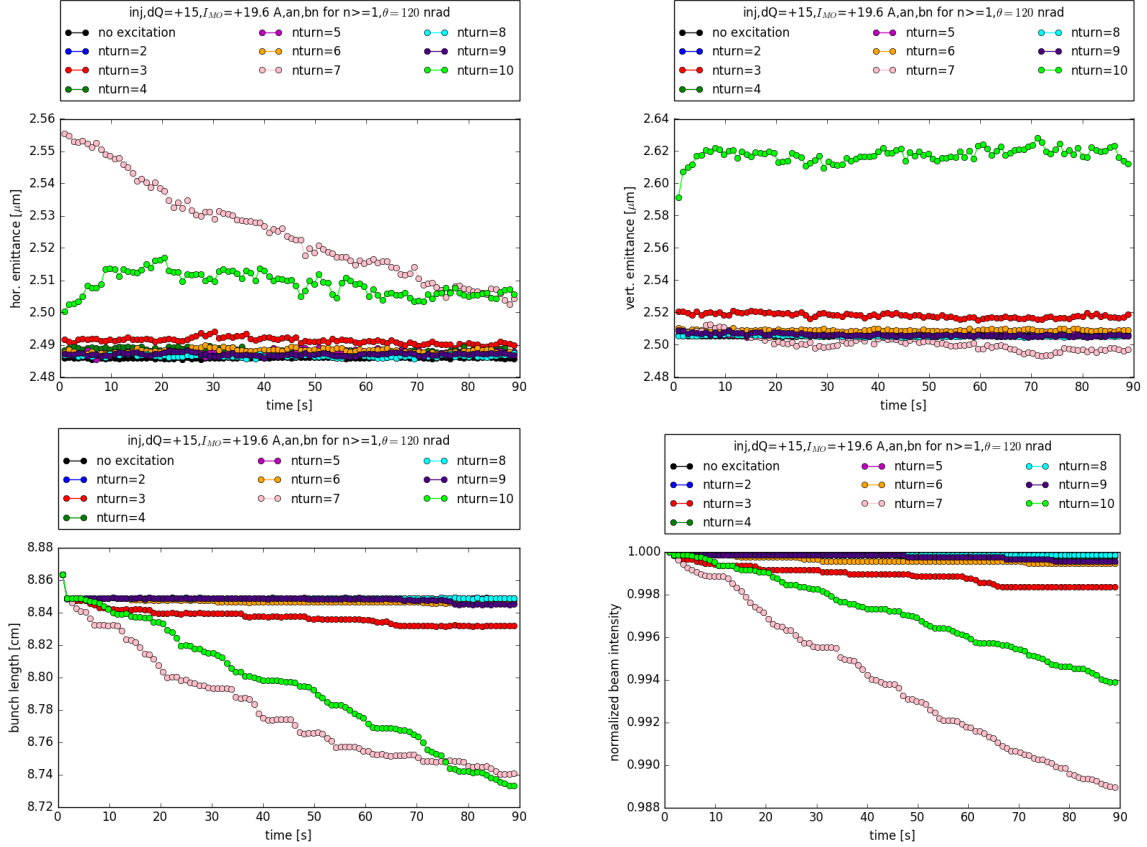 inj,dQ=+15,I_MO=+19.6 A,an,bn for n>=1,θ=120 nrad
no excitation nturn=5 nturn=8
nturn=2 nturn=6 nturn=9
nturn=3 nturn=7 nturn=10
nturn=4
2.56
2.55
2.54
2.53
2.52
2.51
2.50
2.49
2.48
hor. emittance [μm]
0 10 20 30 40 50 60 70 80 90
time [s]
inj,dQ=+15,I_MO=+19.6 A,an,bn for n>=1,θ=120 nrad
no excitation nturn=5 nturn=8
nturn=2 nturn=6 nturn=9
nturn=3 nturn=7 nturn=10
nturn=4
2.64
2.62
2.60
2.58
2.56
2.54
2.52
2.50
2.48
vert. emittance [μm]
0 10 20 30 40 50 60 70 80 90
time [s]
inj,dQ=+15,I_MO=+19.6 A,an,bn for n>=1,θ=120 nrad
no excitation nturn=5 nturn=8
nturn=2 nturn=6 nturn=9
nturn=3 nturn=7 nturn=10
nturn=4
8.88
8.86
8.84
8.82
8.80
8.78
8.76
8.74
8.72
bunch length [cm]
0 10 20 30 40 50 60 70 80 90
time [s]
inj,dQ=+15,I_MO=+19.6 A,an,bn for n>=1,θ=120 nrad
no excitation nturn=5 nturn=8
nturn=2 nturn=6 nturn=9
nturn=3 nturn=7 nturn=10
nturn=4
1.000
0.998
0.996
0.994
0.992
0.990
0.988
normalized beam intensity
0 10 20 30 40 50 60 70 80 90
time [s]